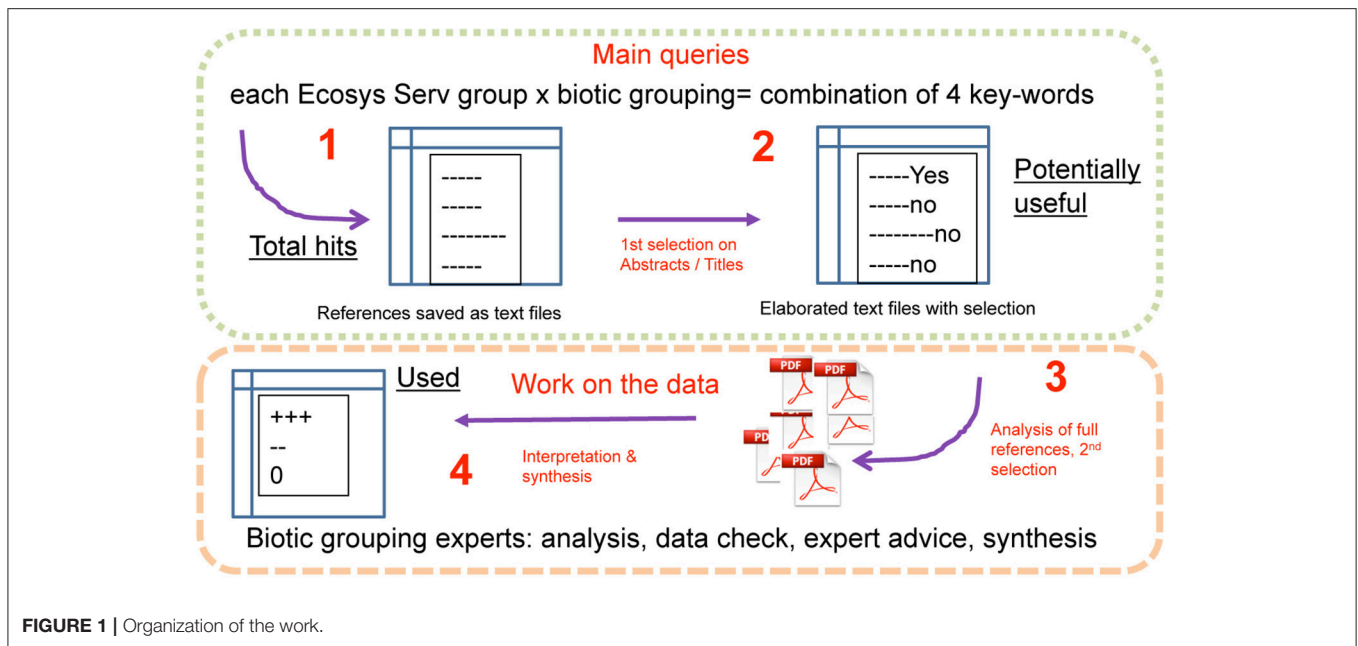 Main queries
each Ecosys Serv group x biotic grouping= combination of 4 key-words
1
-----
-----
--------
-----
Total hits
References saved as text files
1st selection on
Abstracts / Titles
2
-----Yes
-----no
---------no
-----no
Potentially
useful
Elaborated text files with selection
3
Analysis of full
references, 2nd
selection
PDF
PDF
PDF
PDF
Work on the data
4
Interpretation &
synthesis
Used
+++
--
0
Biotic grouping experts: analysis, data check, expert advice, synthesis
FIGURE 1 | Organization of the work.